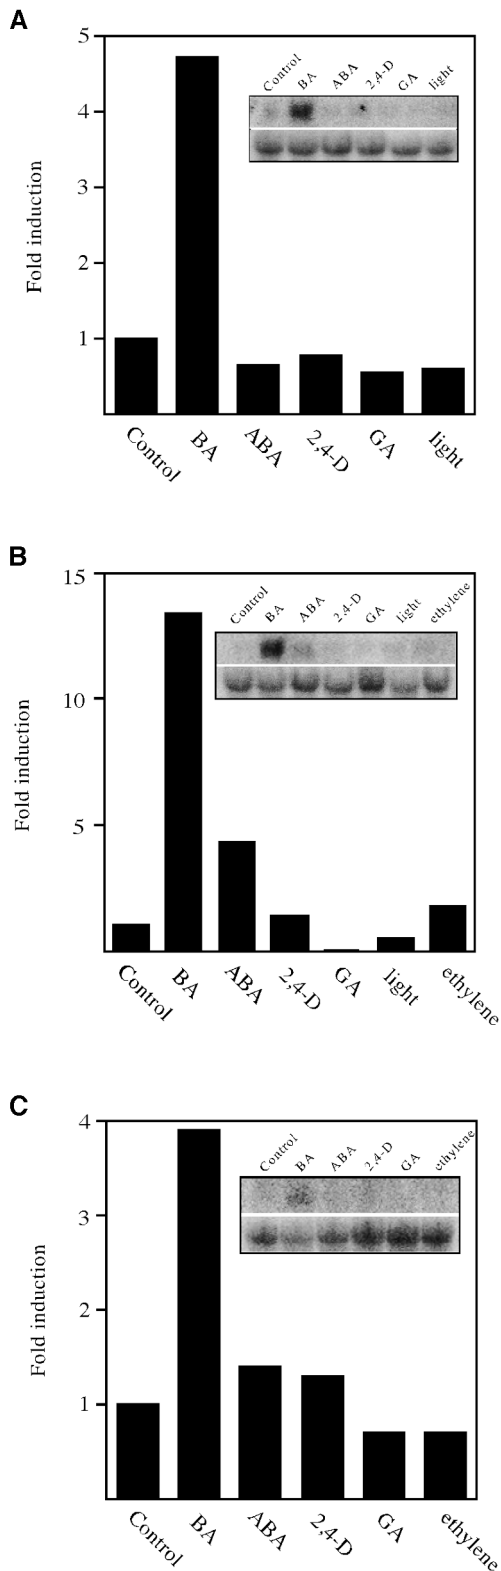 A
5
4
3
2
1
Fold induction
Control BA ABA 2,4-D GA light
Control BA ABA 2,4-D GA light
B
15
10
5
Fold induction
Control BA ABA 2,4-D GA light ethylene
Control BA ABA 2,4-D GA light ethylene
C
4
3
2
1
Fold induction
Control BA ABA 2,4-D GA ethylene
Control BA ABA 2,4-D GA ethylene